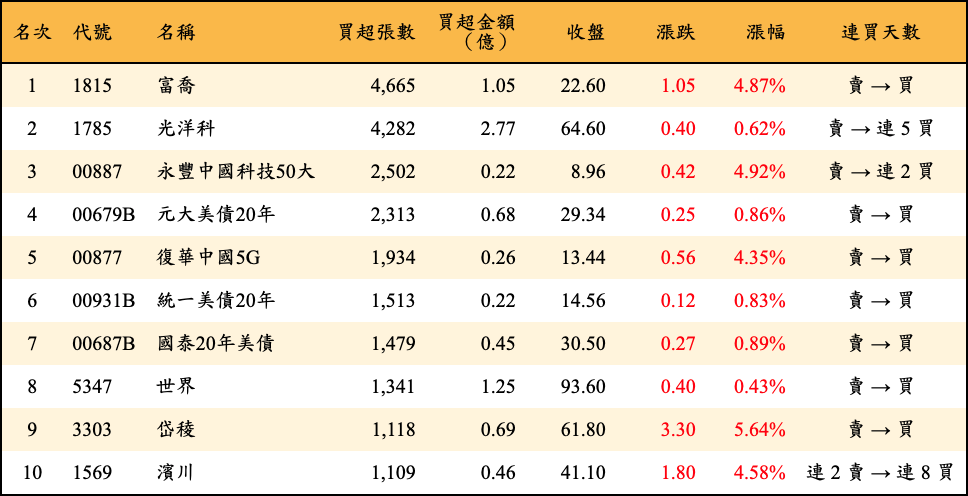 名次 代號 名稱 買超張數 買超金額（億） 收盤 漲跌 漲幅 連買天數
1 1815 富喬 4,665 1.05 22.60 1.05 4.87% 賣 → 買
2 1785 光洋科 4,282 2.77 64.60 0.40 0.62% 賣 → 連 5 買
3 00887 永豐中國科技50大 2,502 0.22 8.96 0.42 4.92% 賣 → 連 2 買
4 00679B 元大美債20年 2,313 0.68 29.34 0.25 0.86% 賣 → 買
5 00877 復華中國5G 1,934 0.26 13.44 0.56 4.35% 賣 → 買
6 00931B 統一美債20年 1,513 0.22 14.56 0.12 0.83% 賣 → 買
7 00687B 國泰20年美債 1,479 0.45 30.50 0.27 0.89% 賣 → 買
8 5347 世界 1,341 1.25 93.60 0.40 0.43% 賣 → 買
9 3303 岱稜 1,118 0.69 61.80 3.30 5.64% 賣 → 買
10 1569 濱川 1,109 0.46 41.10 1.80 4.58% 連 2 賣 → 連 8 買